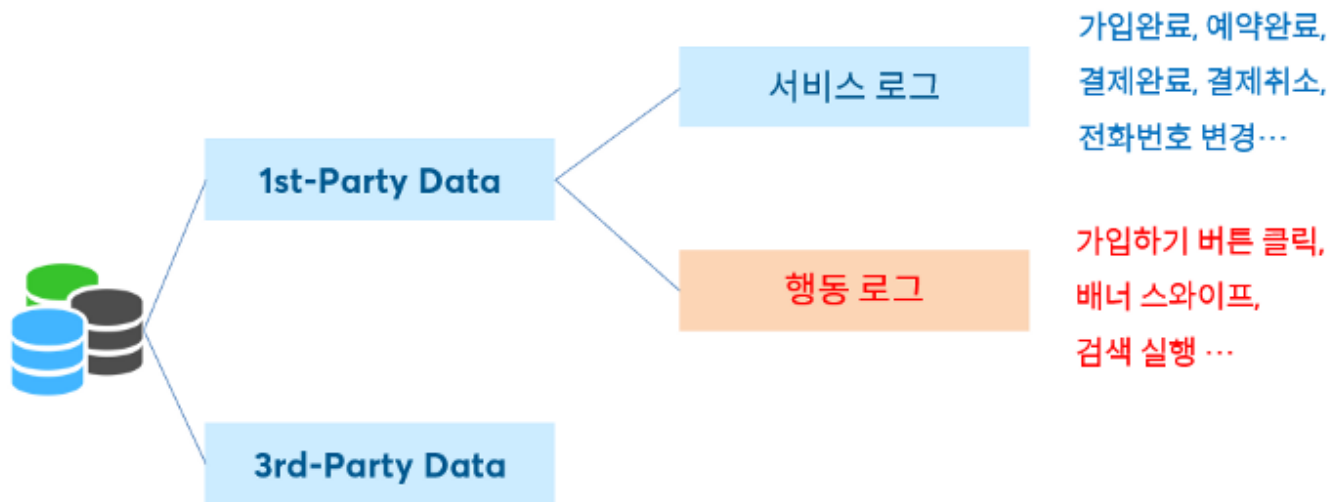 가입완료, 예약완료,
서비스 로그
결제완료, 결제취소,
전화번호 변경…
1st-Party Data
가입하기 버튼 클릭,
행동 로그
배너 스와이프,
검색 실행 …
3rd-Party Data